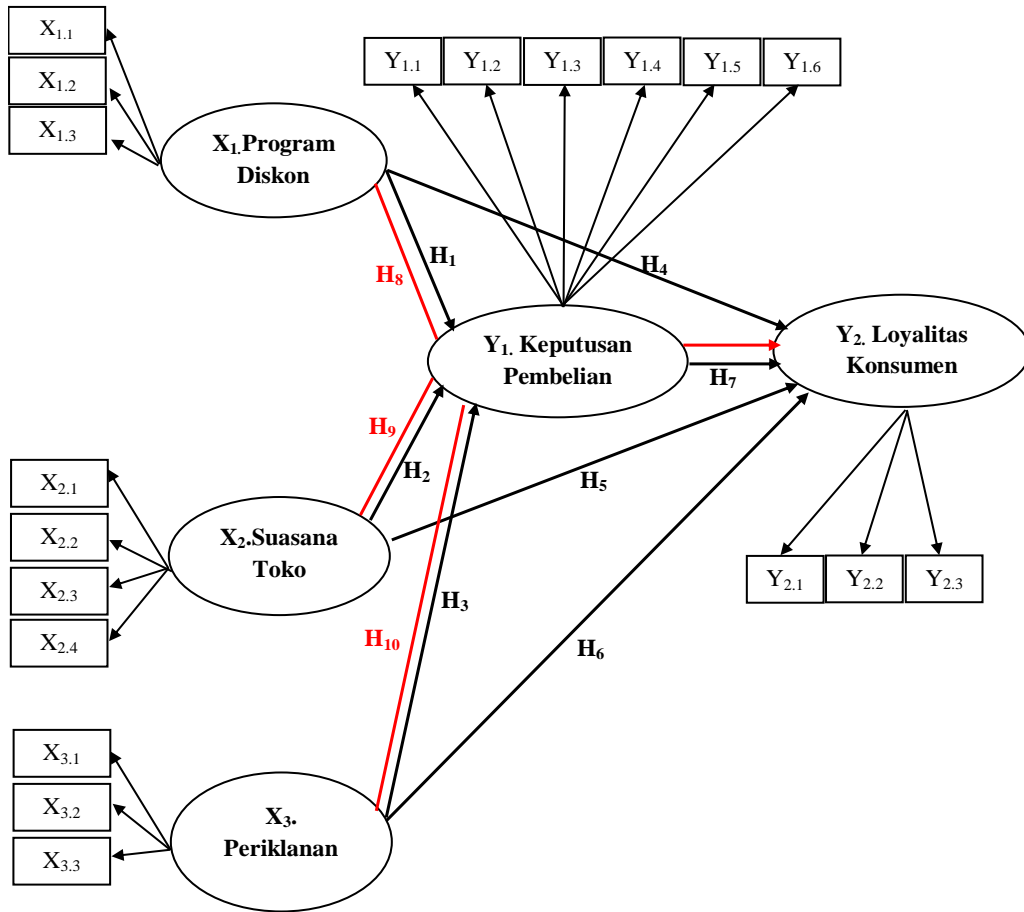 X1.1
X1.2
X1.3
X1.Program
Diskon
Y1.1
Y1.2
Y1.3
Y1.4
Y1.5
Y1.6
H1
H8
H4
Y1. Keputusan
Pembelian
H7
Y2. Loyalitas
Konsumen
H9
H2
H5
X2.1
X2.2
X2.3
X2.4
X2.Suasana
Toko
Y2.1
Y2.2
Y2.3
H3
H10
H6
X3.1
X3.2
X3.3
X3.
Periklanan